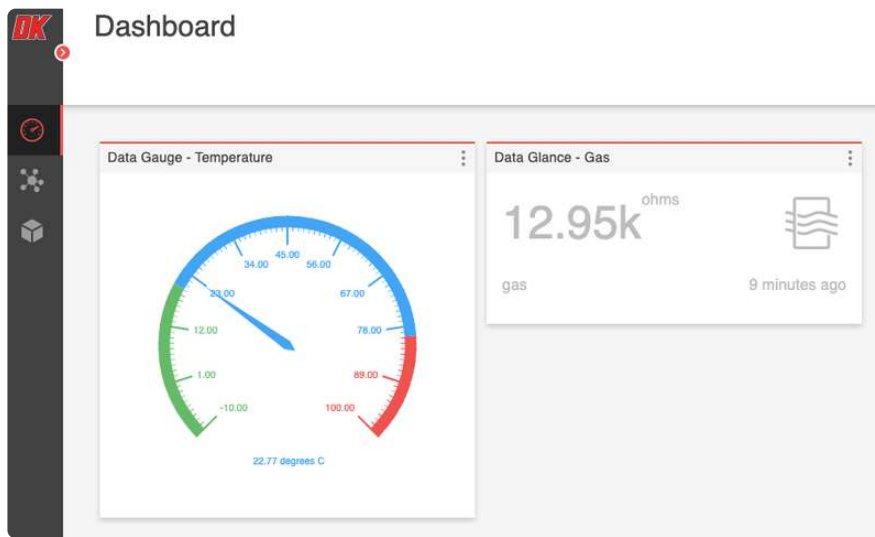 DK
Dashboard
Data Gauge - Temperature
45.00
34.00
56.00
23.00
67.00
12.00
78.00
1.00
89.00
-10.00
100.00
22.77 degrees C
Data Glance - Gas
12.95k ohms
gas
9 minutes ago